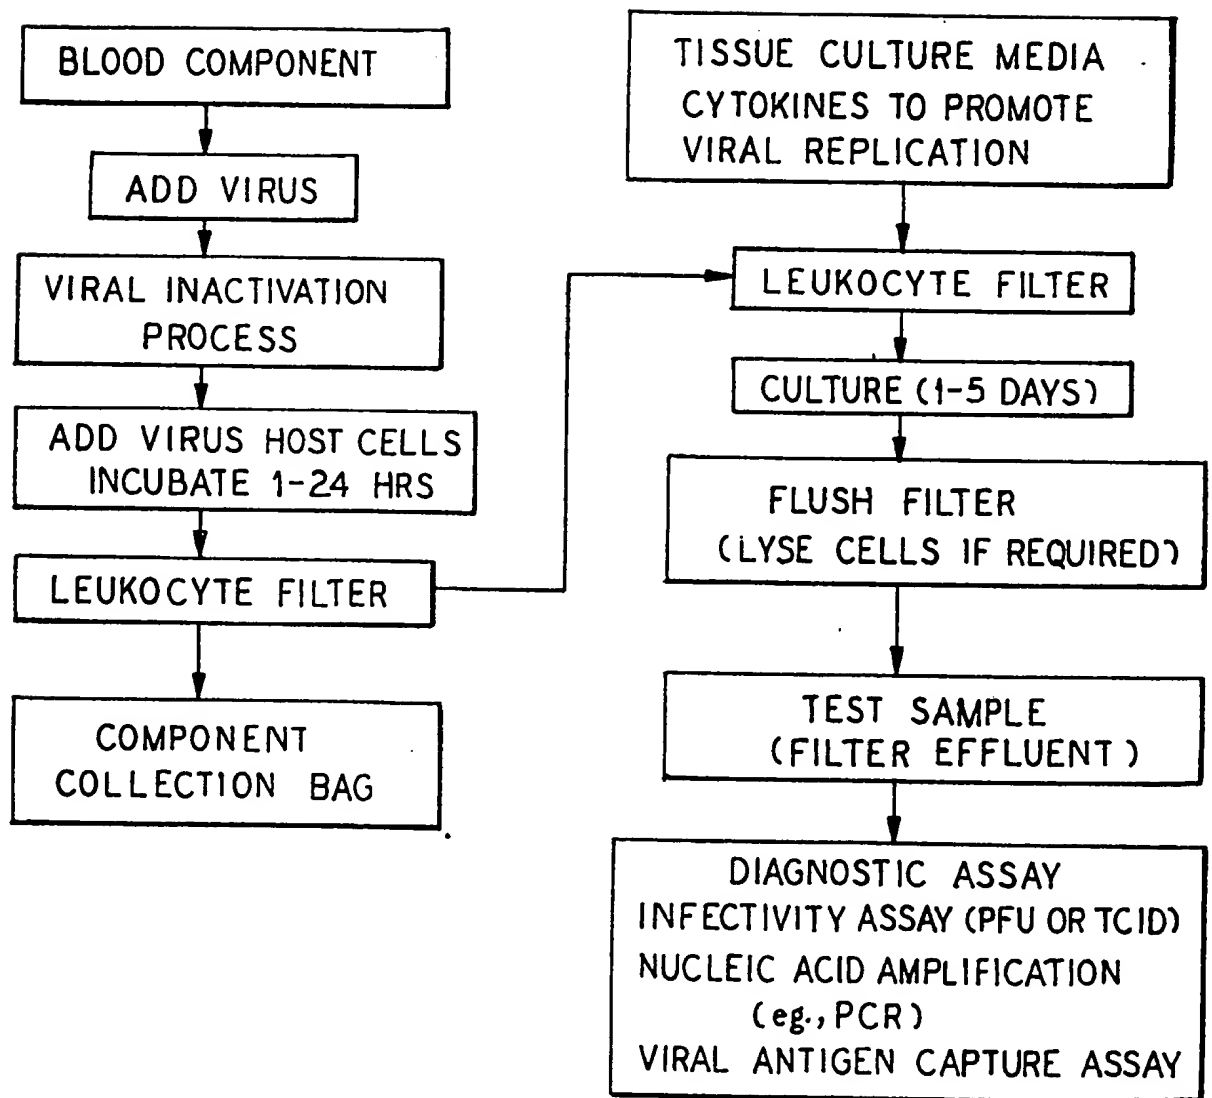 BLOOD COMPONENT
ADD VIRUS
VIRAL INACTIVATION
PROCESS
ADD VIRUS HOST CELLS
INCUBATE 1-24 HRS
LEUKOCYTE FILTER
COMPONENT
COLLECTION BAG
TISSUE CULTURE MEDIA
CYTOKINES TO PROMOTE
VIRAL REPLICATION
LEUKOCYTE FILTER
CULTURE (1-5 DAYS)
FLUSH FILTER
(LYSE CELLS IF REQUIRED)
TEST SAMPLE
(FILTER EFFLUENT)
DIAGNOSTIC ASSAY
INFECTIVITY ASSAY (PFU OR TCID)
NUCLEIC ACID AMPLIFICATION
(eg., PCR)
VIRAL ANTIGEN CAPTURE ASSAY